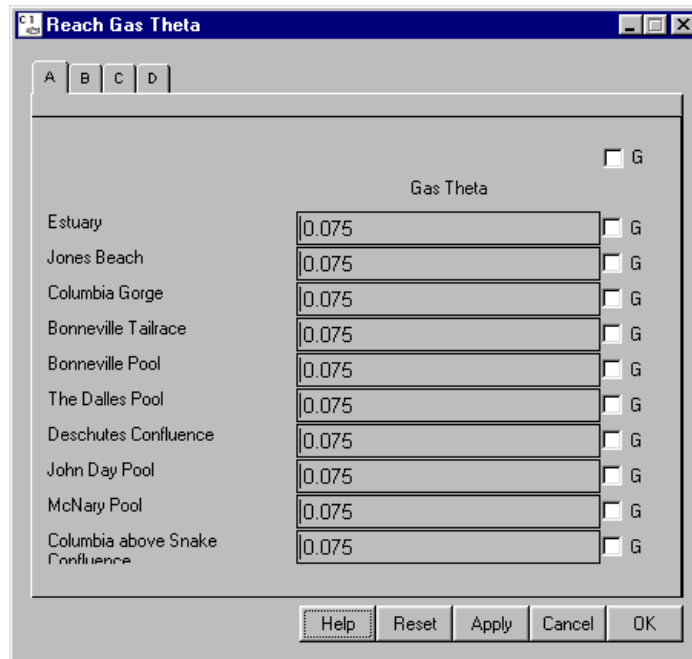 Reach Gas Theta
A B C D
G
Gas Theta
Estuary 0.075 G
Jones Beach 0.075 G
Columbia Gorge 0.075 G
Bonneville Tailrace 0.075 G
Bonneville Pool 0.075 G
The Dalles Pool 0.075 G
Deschutes Confluence 0.075 G
John Day Pool 0.075 G
McNary Pool 0.075 G
Columbia above Snake 0.075 G
Confluence
Help Reset Apply Cancel OK